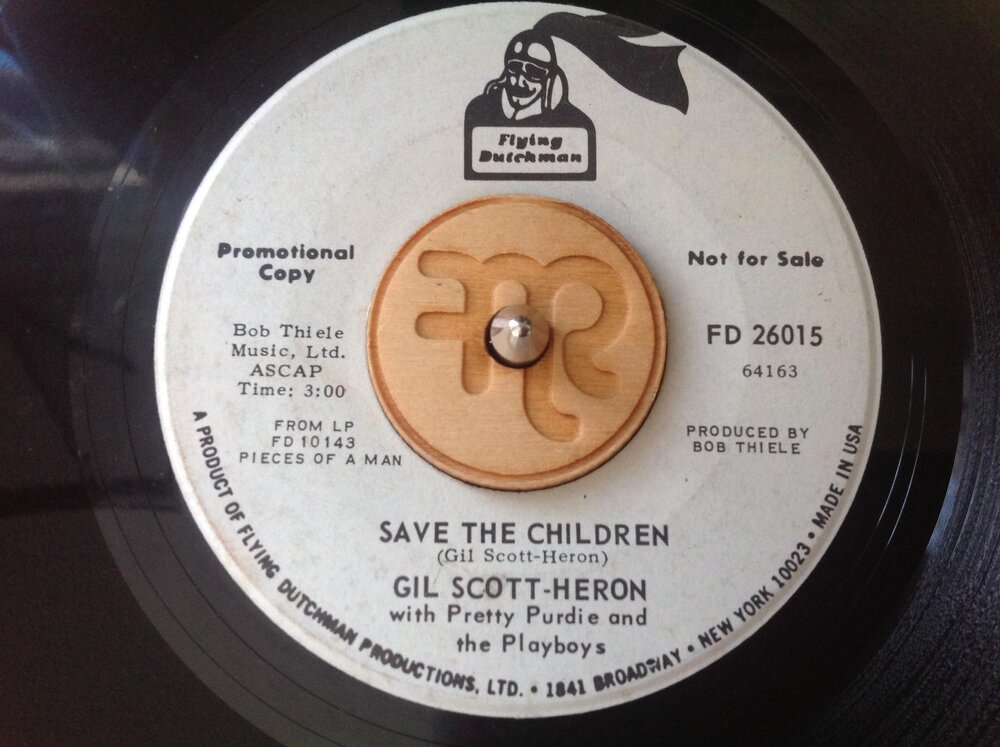 Flying
Dutchman
Promotional
Copy
Not for Sale
Bob Thiele
Music, Ltd.
ASCAP
Time: 3:00
FD 26015
64163
FROM LP
FD 10143
PIECES OF A MAN
PRODUCED BY
BOB THIELE
SAVE THE CHILDREN
(Gil Scott-Heron)
GIL SCOTT-HERON
with Pretty Purdie and
the Playboys
A PRODUCT OF FLYING DUTCHMAN PRODUCTIONS, LTD. • 1841 BROADWAY • NEW YORK 10023 • MADE IN USA